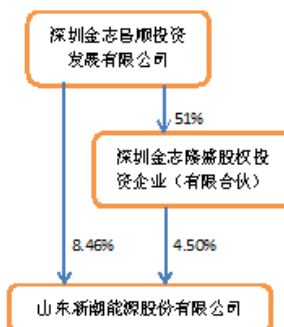 深圳金志昌顺投资
发展有限公司
51%
深圳金志隆盛股权投
资企业（有限合伙）
8.46%
4.50%
山东新潮能源股份有限公司